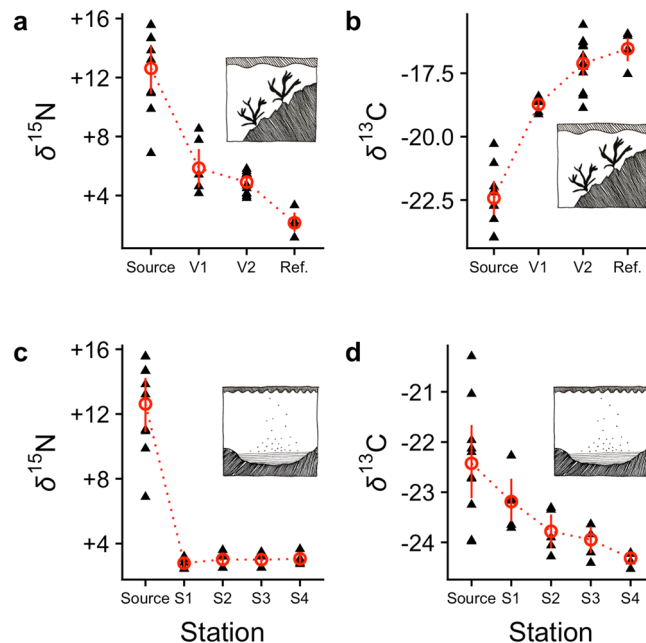 a
+16
+12
+8
+4
δ15N
Source V1 V2 Ref.
b
-17.5
-20.0
-22.5
δ13C
Source V1 V2 Ref.
c
+16
+12
+8
+4
δ15N
Source S1 S2 S3 S4
Station
d
-21
-22
-23
-24
δ13C
Source S1 S2 S3 S4
Station